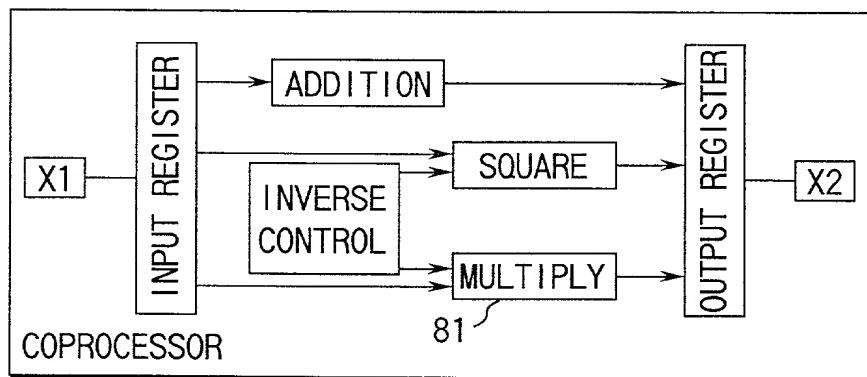 X1
INPUT REGISTER
ADDITION
SQUARE
INVERSE
CONTROL
MULTIPLY
81
OUTPUT REGISTER
X2
COPROCESSOR